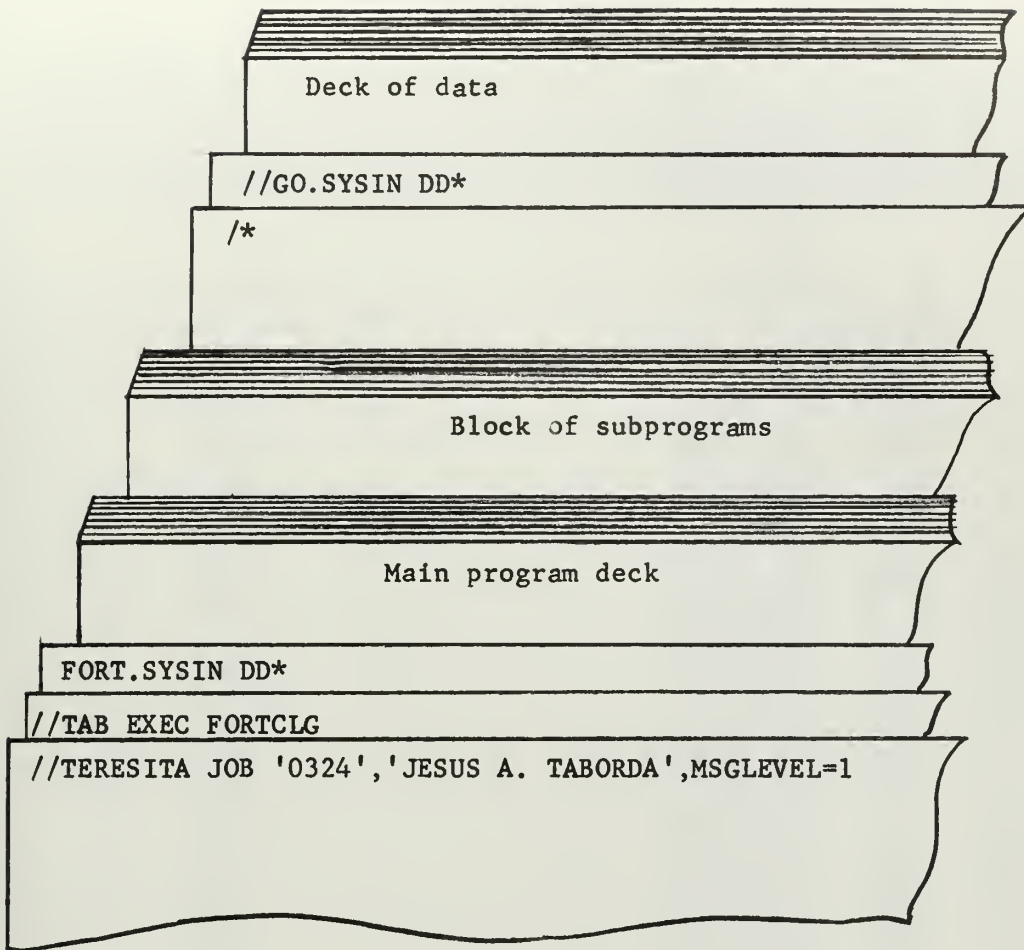 Deck of data
//GO.SYSIN DD*
/*
Block of subprograms
Main program deck
FORT.SYSIN DD*
//TAB EXEC FORTCLG
//TERESITA JOB '0324','JESUS A. TABORDA',MSGLEVEL=1